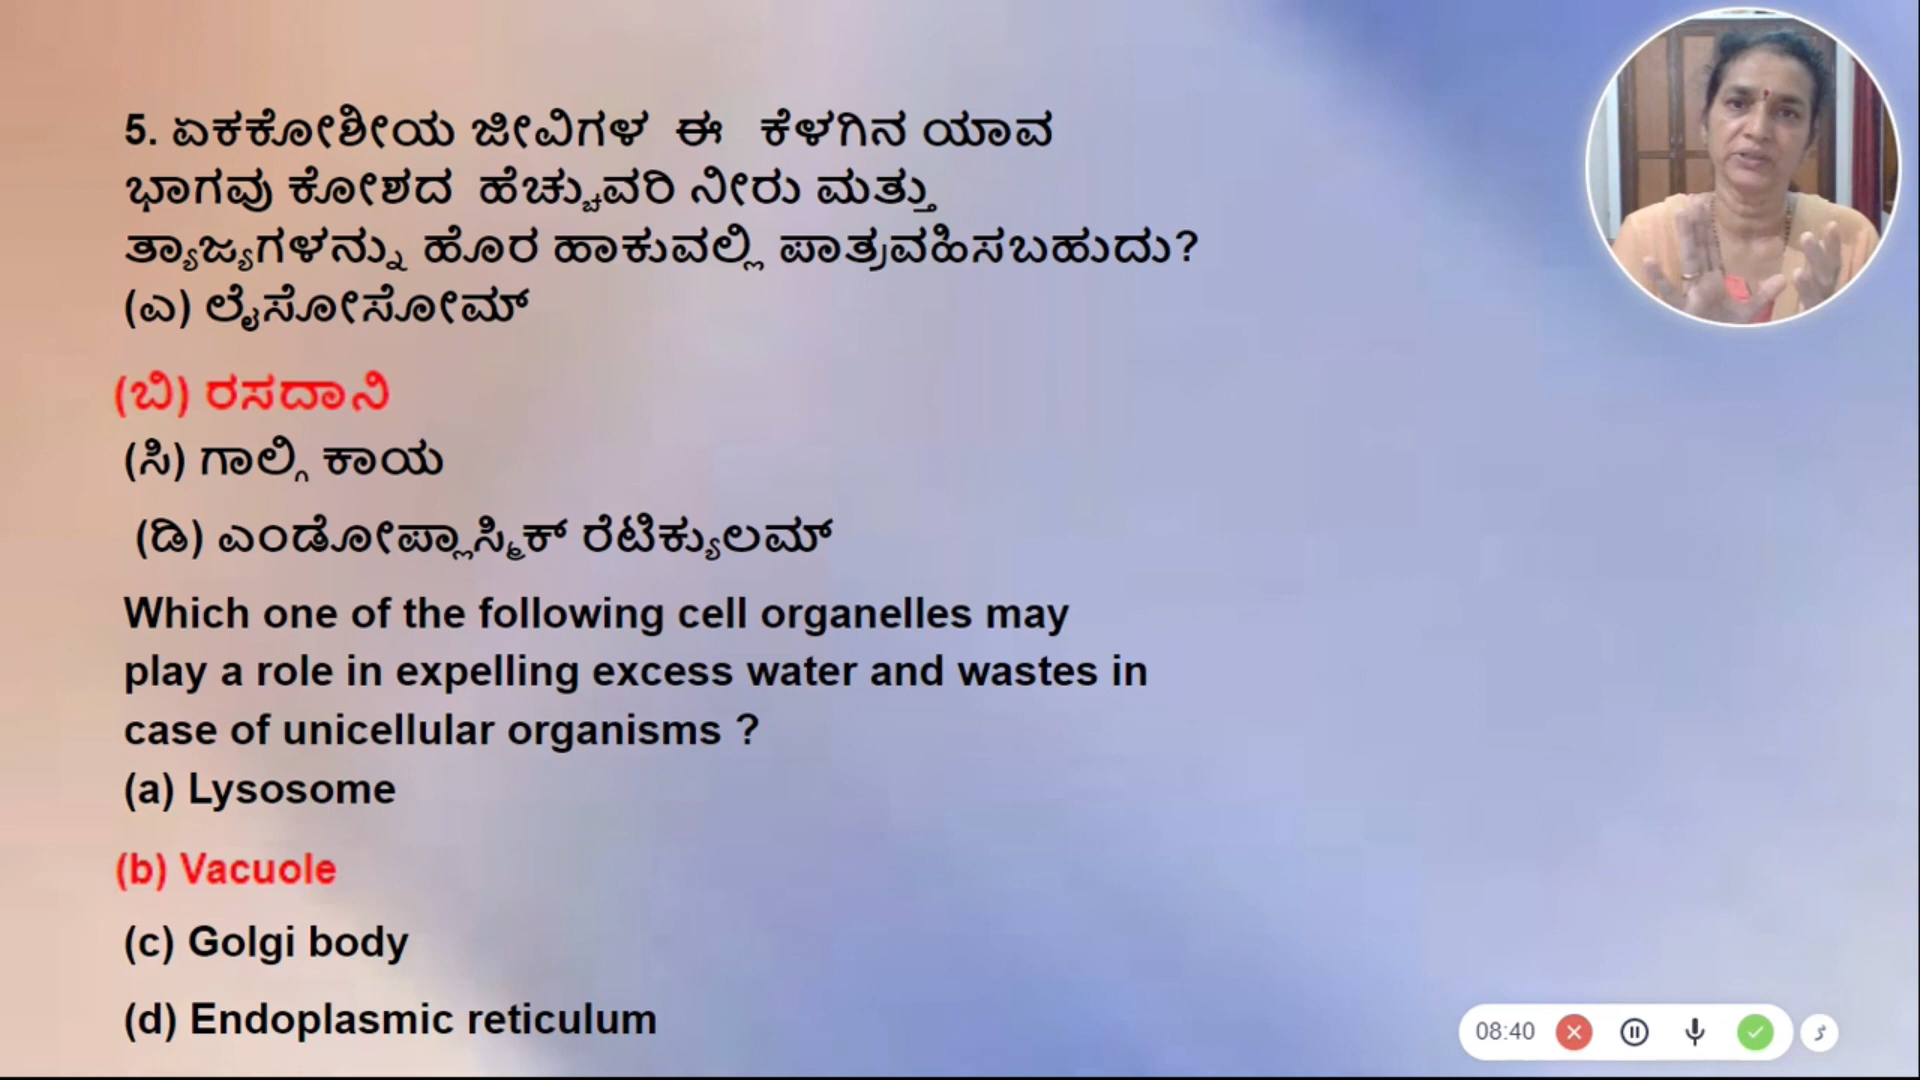 5. ಏಕಕೋಶೀಯ ಜೀವಿಗಳ ಈ ಕೆಳಗಿನ ಯಾವ
ಭಾಗವು ಕೋಶದ ಹೆಚ್ಚುವರಿ ನೀರು ಮತ್ತು
ತ್ಯಾಜ್ಯಗಳನ್ನು ಹೊರ ಹಾಕುವಲ್ಲಿ ಪಾತ್ರವಹಿಸಬಹುದು?
(ಎ) ಲೈಸೋಸೋಮ್
(ಬಿ) ರಸದಾನಿ
(ಸಿ) ಗಾಲ್ಗಿ ಕಾಯ
(ಡಿ) ಎಂಡೋಪ್ಲಾಸ್ಮಿಕ್ ರೆಟಿಕ್ಯುಲಮ್
Which one of the following cell organelles may
play a role in expelling excess water and wastes in
case of unicellular organisms ?
(a) Lysosome
(b) Vacuole
(c) Golgi body
(d) Endoplasmic reticulum
08:40